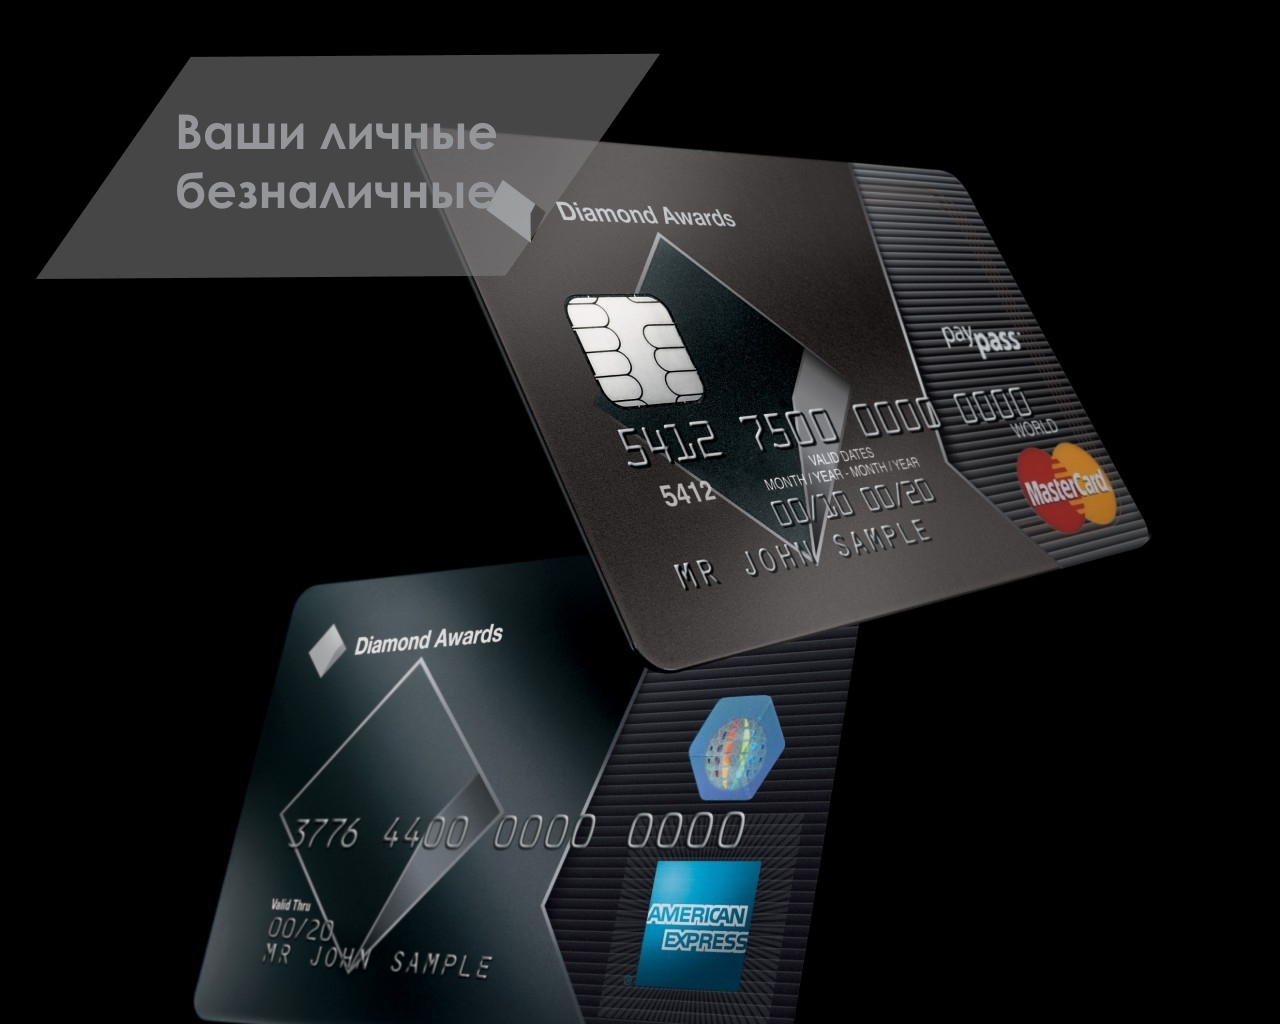 Ваши личные
безналичные
Diamond Awards
paypass
5412 7500 0000 0000
WORLD
VALID DATES
MONTH / YEAR - MONTH / YEAR
5412
00/10 00/20
MasterCard
MR JOHN SAMPLE
Diamond Awards
3776 4400 0000 0000
Valid Thru
00/20
MR JOHN SAMPLE
AMERICAN
EXPRESS